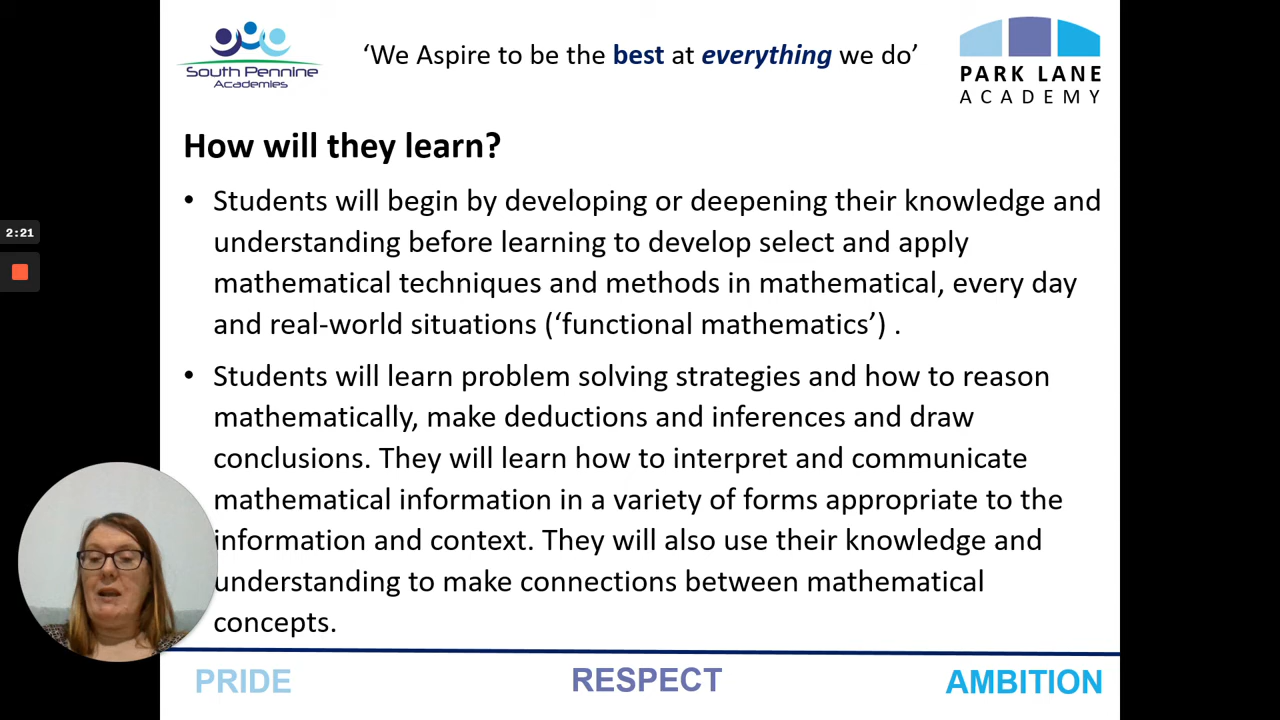 South Pennine
Academies
‘We Aspire to be the best at everything we do’
PARK LANE
ACADEMY
How will they learn?
• Students will begin by developing or deepening their knowledge and
understanding before learning to develop select and apply
mathematical techniques and methods in mathematical, every day
and real-world situations (‘functional mathematics’) .
• Students will learn problem solving strategies and how to reason
mathematically, make deductions and inferences and draw
conclusions. They will learn how to interpret and communicate
mathematical information in a variety of forms appropriate to the
information and context. They will also use their knowledge and
understanding to make connections between mathematical
concepts.
2:21
PRIDE RESPECT AMBITION